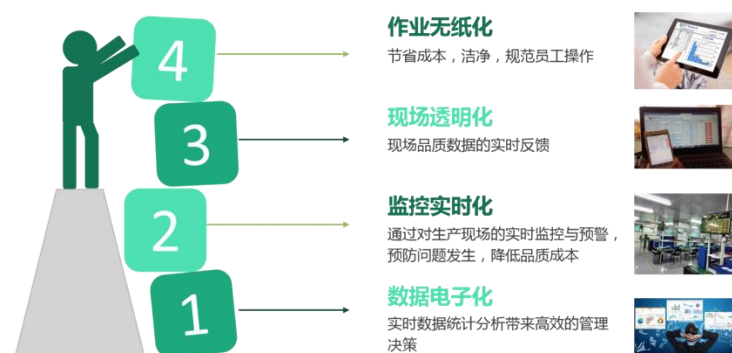 4
作业无纸化
节省成本，洁净，规范员工操作
3
现场透明化
现场品质数据的实时反馈
2
监控实时化
通过对生产现场的实时监控与预警，
预防问题发生，降低品质成本
1
数据电子化
实时数据统计分析带来高效的管理
决策